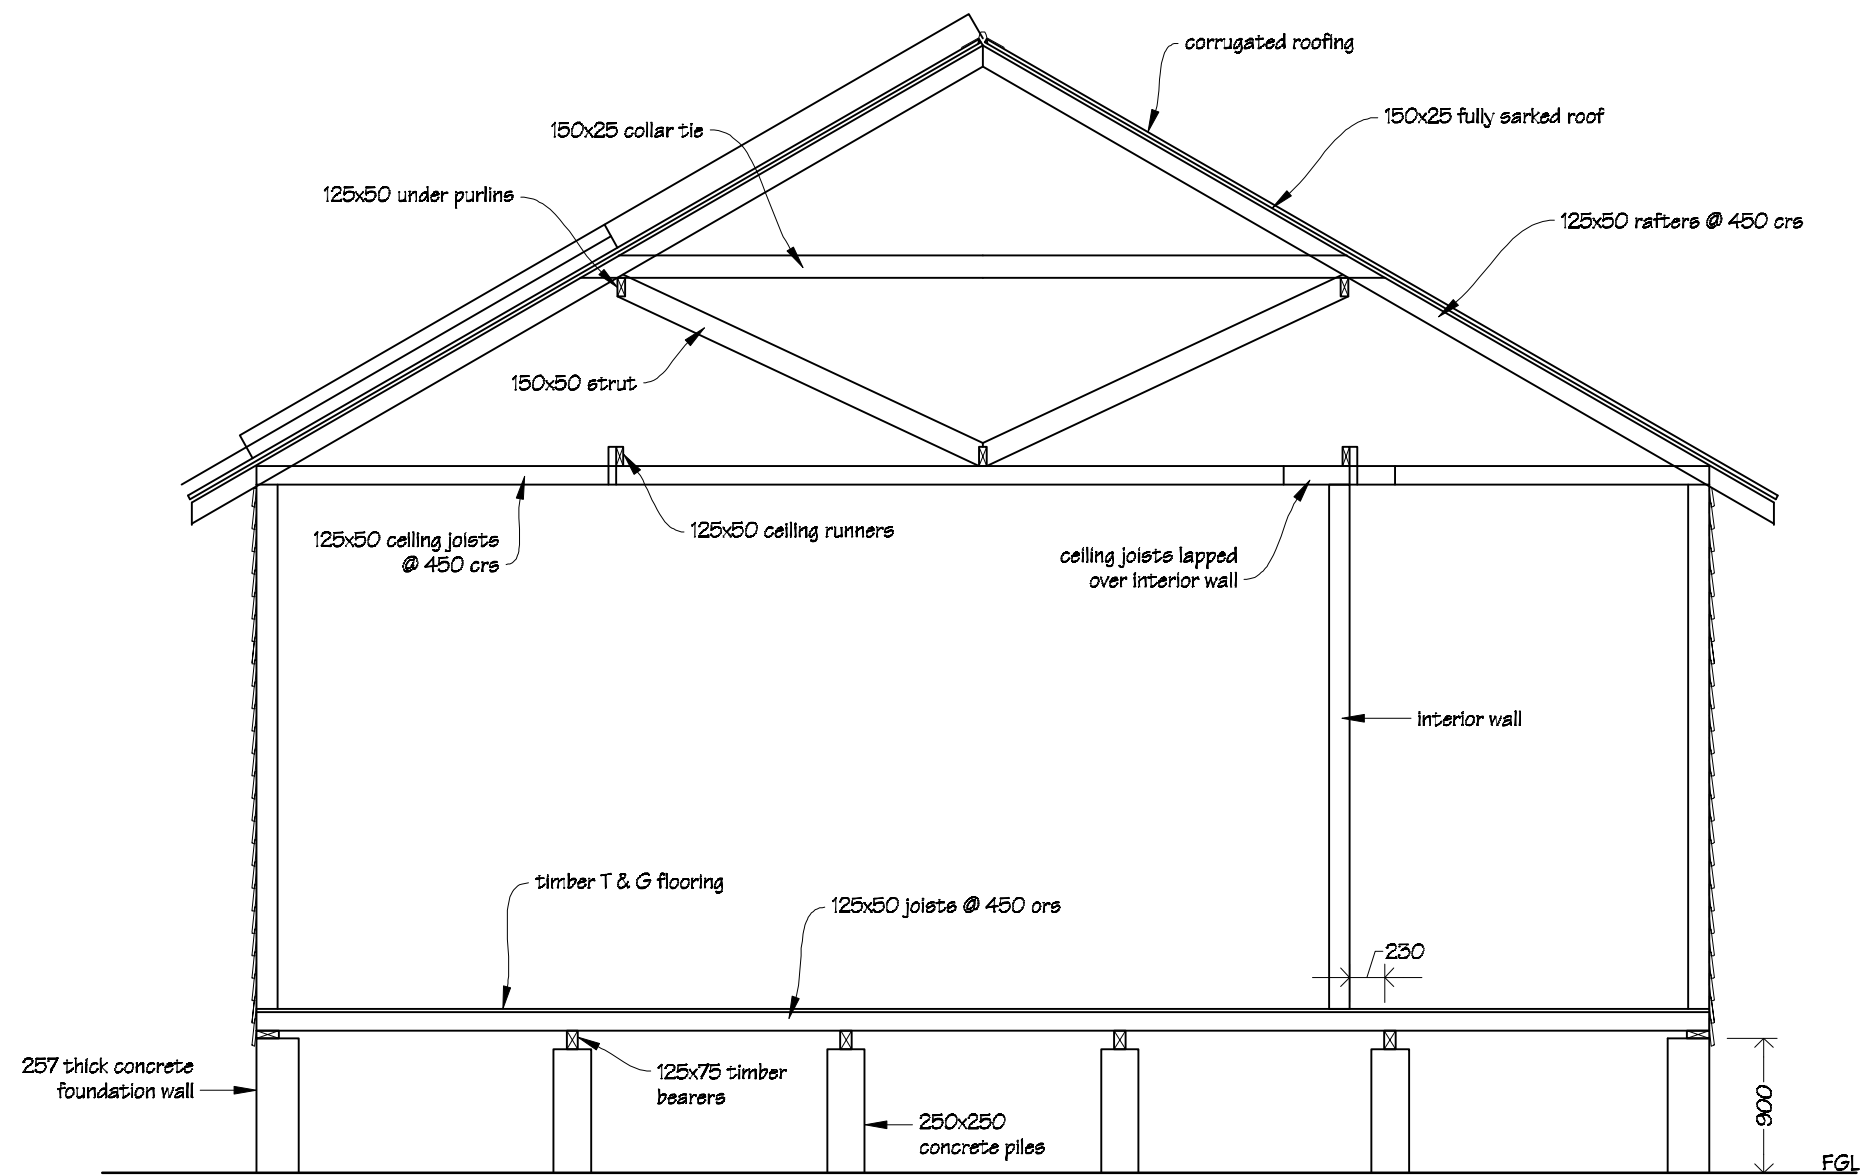 corrugated roofing
150x25 fully sarked roof
150x25 collar tie
125x50 under purlins
125x50 rafters @ 450 crs
150x50 strut
125x50 ceiling joists
@ 450 crs
125x50 ceiling runners
ceiling joists lapped
over interior wall
interior wall
timber T & G flooring
125x50 joists @ 450 ors
230
257 thick concrete
foundation wall
125x75 timber
bearers
250x250
concrete piles
900
FGL